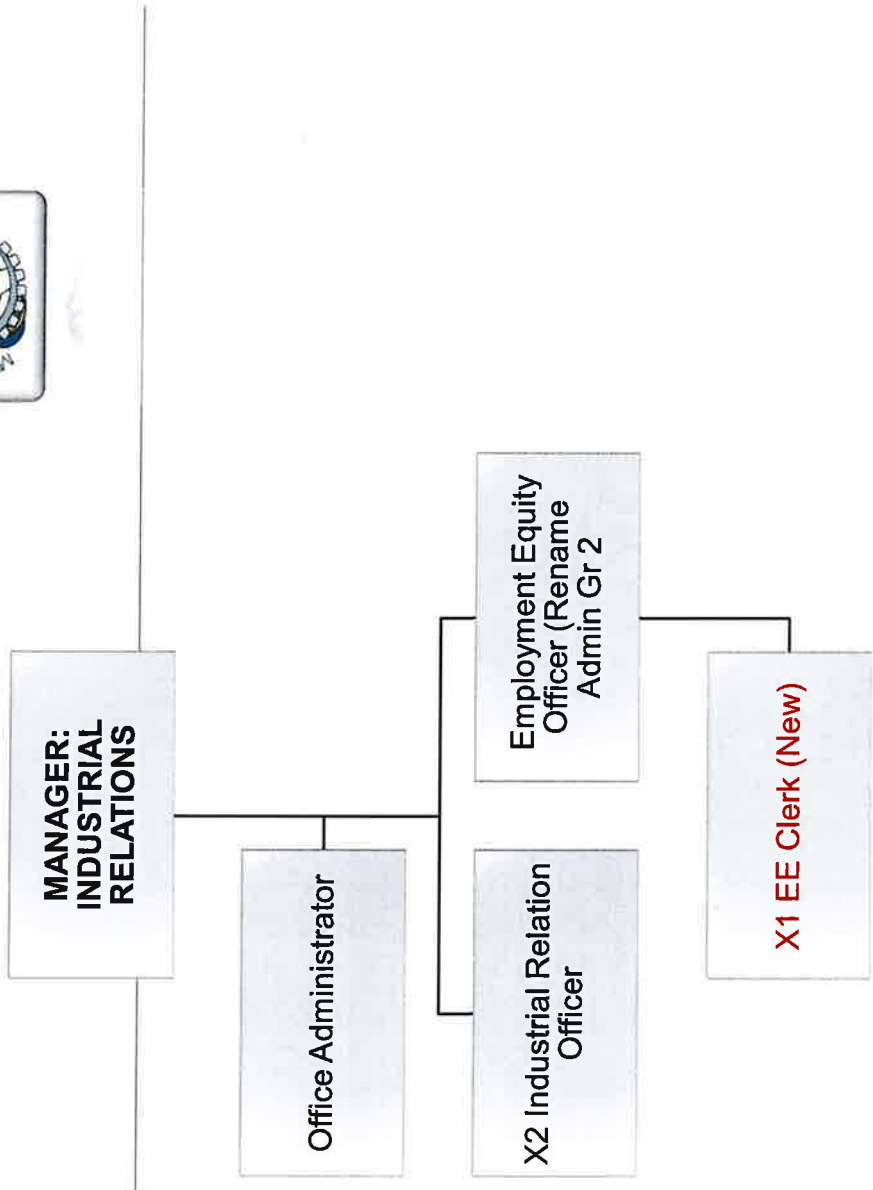 MANAGER:
INDUSTRIAL
RELATIONS
Office Administrator
X2 Industrial Relation
Officer
Employment Equity
Officer (Rename
Admin Gr 2
X1 EE Clerk (New)